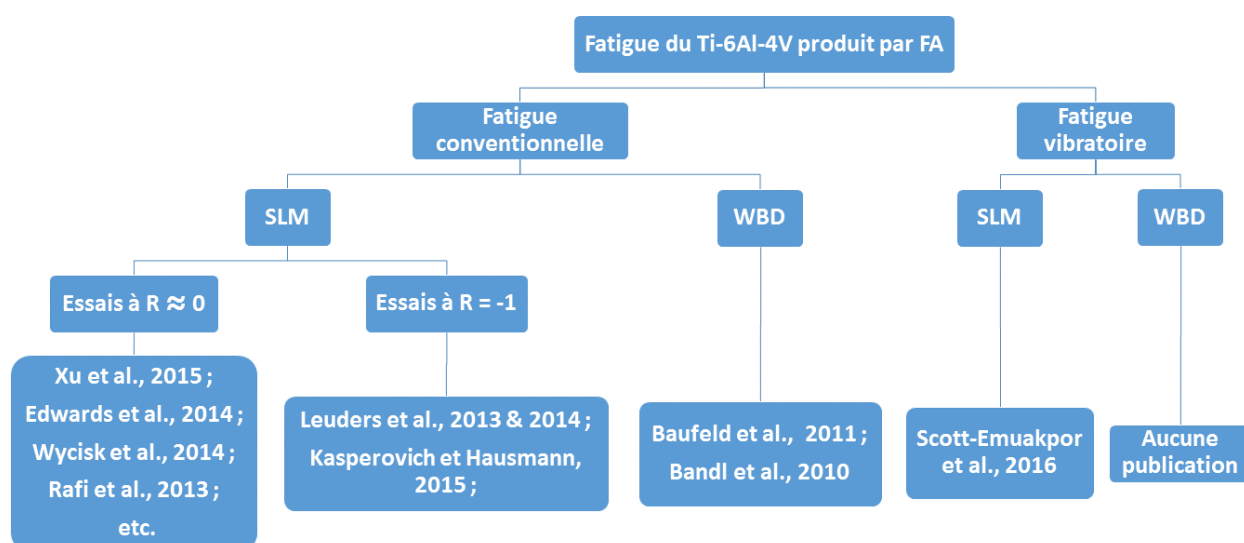 Fatigue du Ti-6Al-4V produit par FA
Fatigue
conventionnelle
Fatigue
vibratoire
SLM
WBD
SLM
WBD
Essais à R ≈ 0
Essais à R = -1
Xu et al., 2015 ;
Edwards et al., 2014 ;
Wycisk et al., 2014 ;
Rafi et al., 2013 ;
etc.
Leuders et al., 2013 & 2014 ;
Kasperovich et Hausmann,
2015 ;
Baufeld et al., 2011 ;
Bandl et al., 2010
Scott-Emuakpor
et al., 2016
Aucune
publication